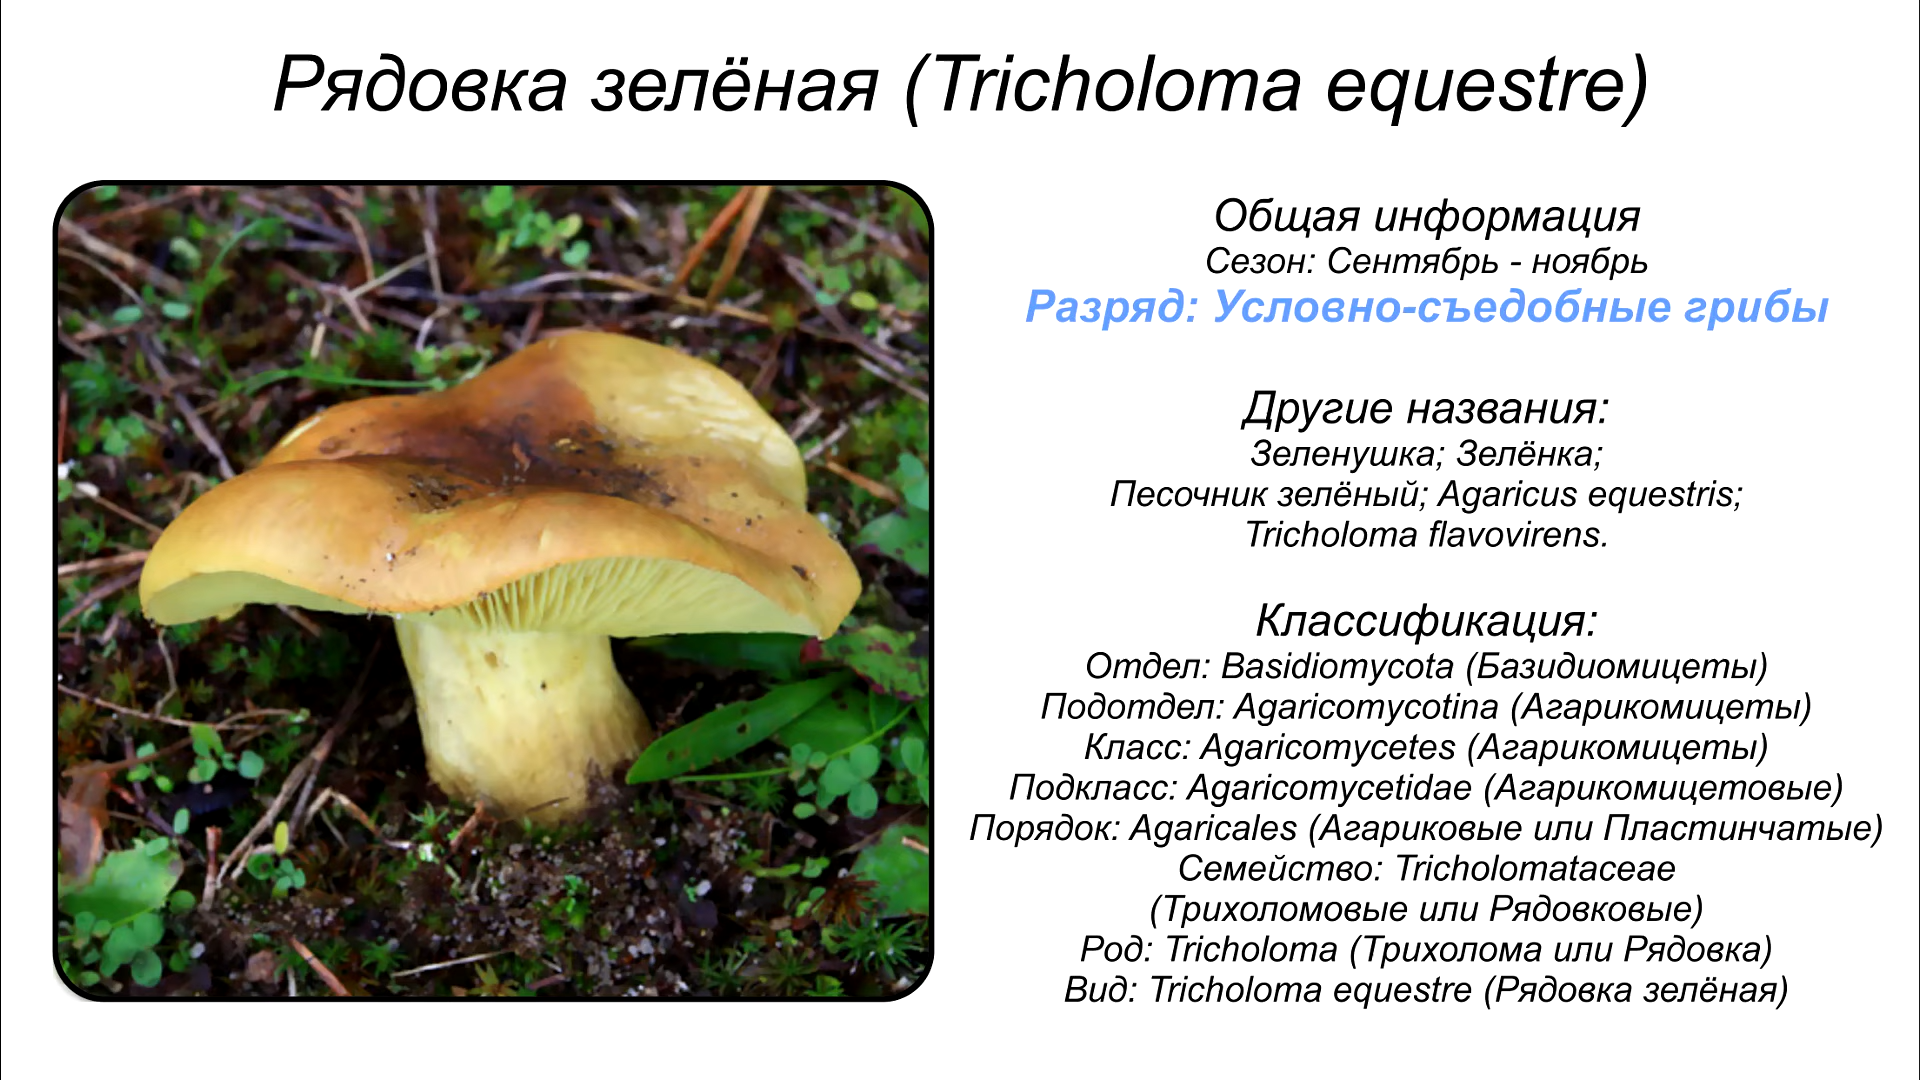 Рядовка зелёная (Tricholoma equestre)
Общая информация
Сезон: Сентябрь - ноябрь
Разряд: Условно-съедобные грибы
Другие названия:
Зеленушка; Зелёнка;
Песочник зелёный; Agaricus equestris;
Tricholoma flavovirens.
Классификация:
Отдел: Basidiomycota (Базидиомицеты)
Подотдел: Agaricomycotina (Агарикомицеты)
Класс: Agaricomycetes (Агарикомицеты)
Подкласс: Agaricomycetidae (Агарикомицетовые)
Порядок: Agaricales (Агариковые или Пластинчатые)
Семейство: Tricholomataceae
(Трихоломовые или Рядовковые)
Род: Tricholoma (Трихолома или Рядовка)
Вид: Tricholoma equestre (Рядовка зелёная)